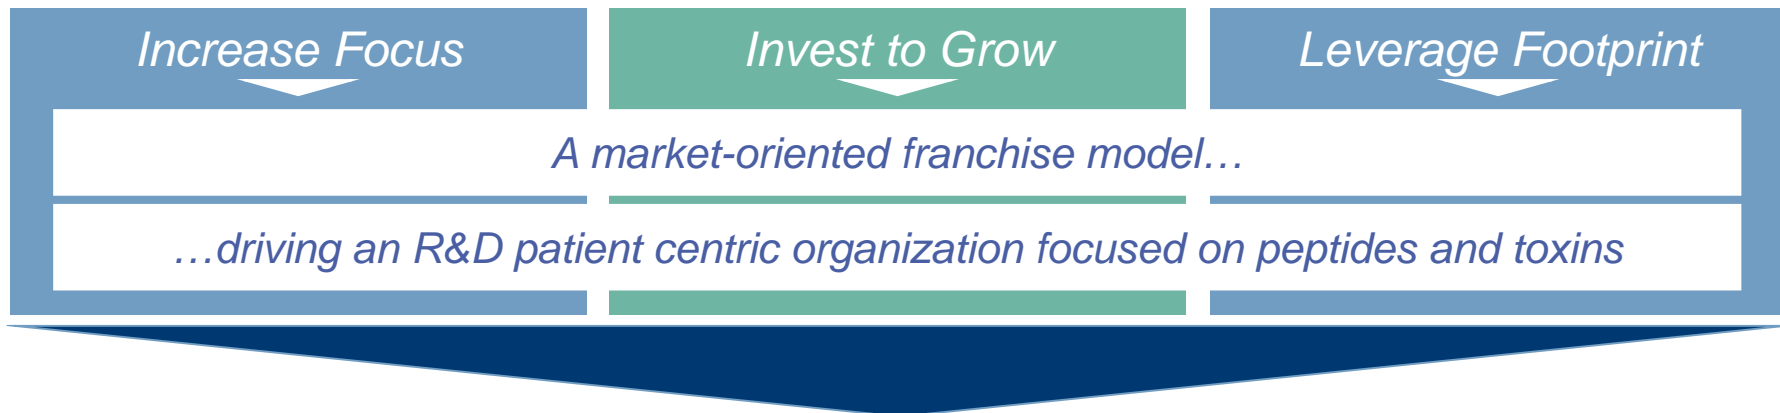 Increase Focus
Invest to Grow
Leverage Footprint
A market-oriented franchise model…
…driving an R&D patient centric organization focused on peptides and toxins